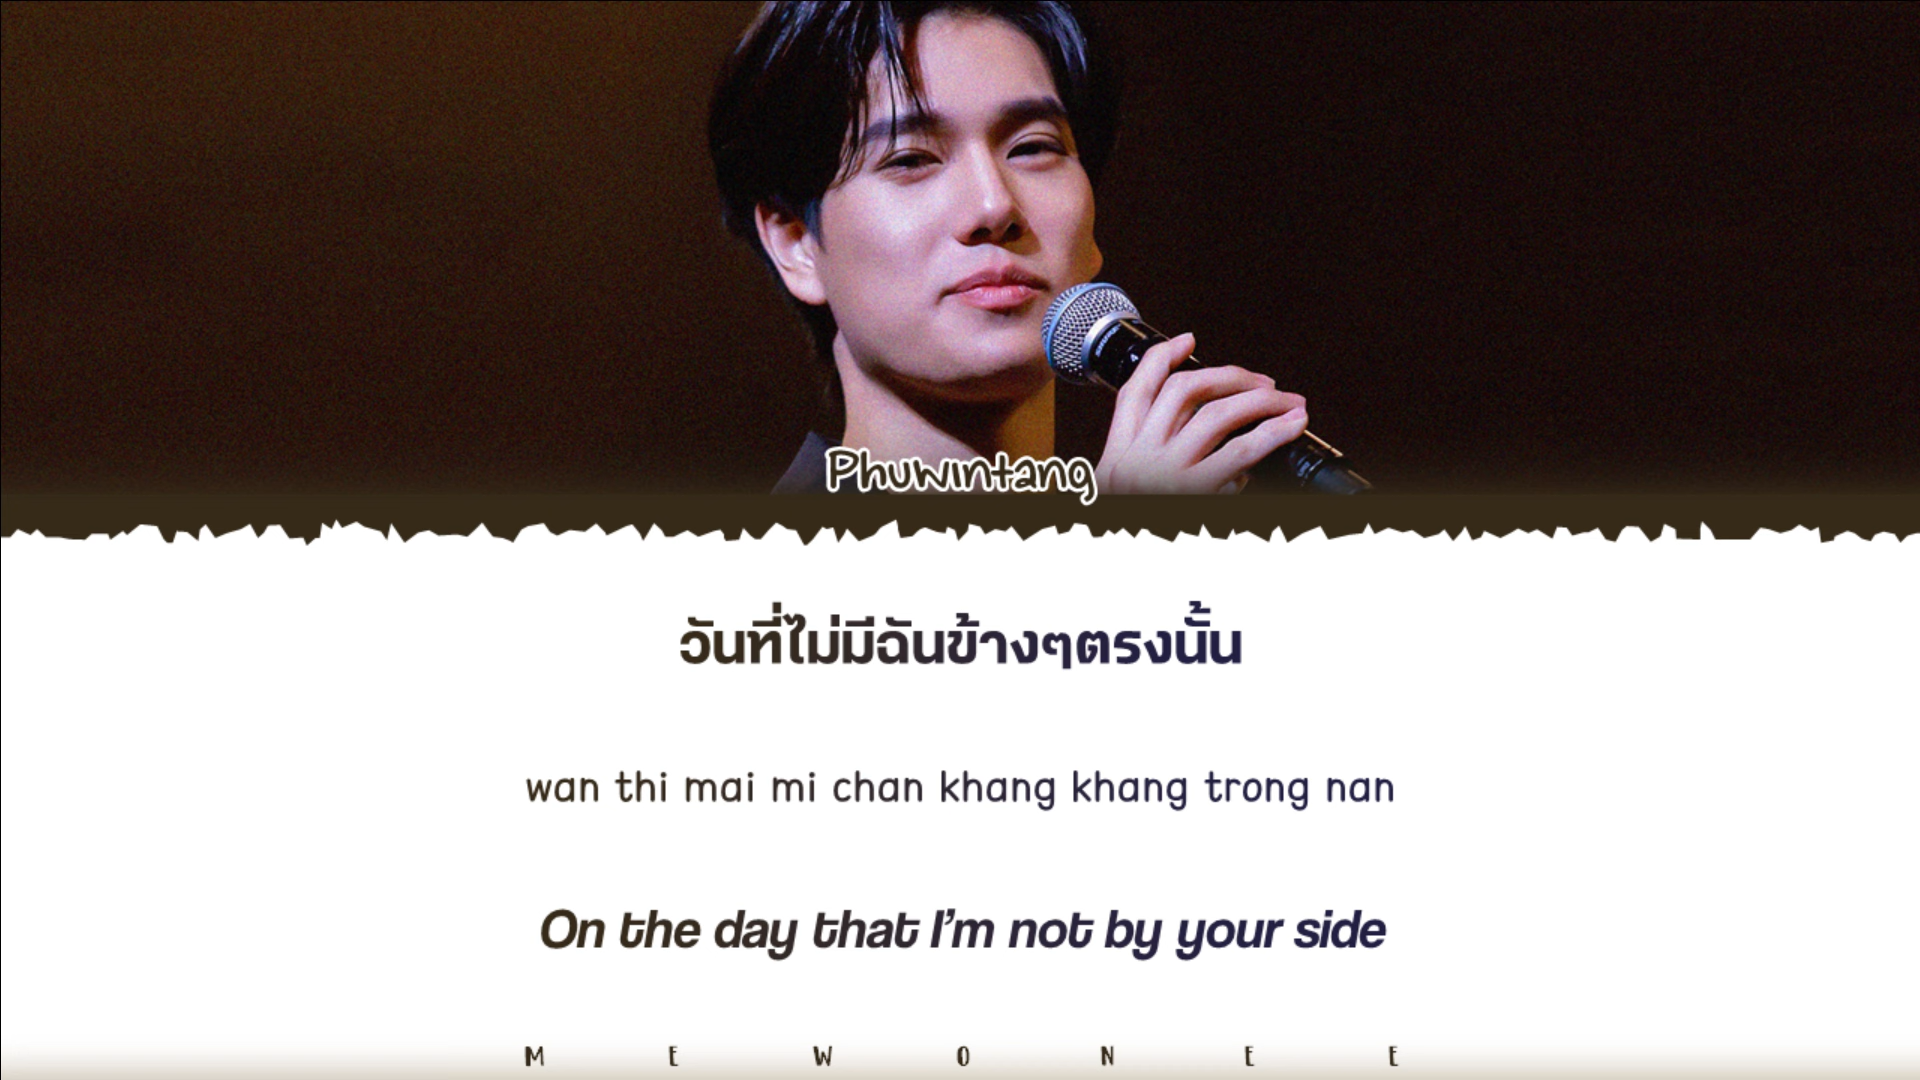 Phuwintang
วันที่ไม่มีฉันข้างๆตรงนั้น
wan thi mai mi chan khang khang trong nan
On the day that I'm not by your side
M E W O N E E